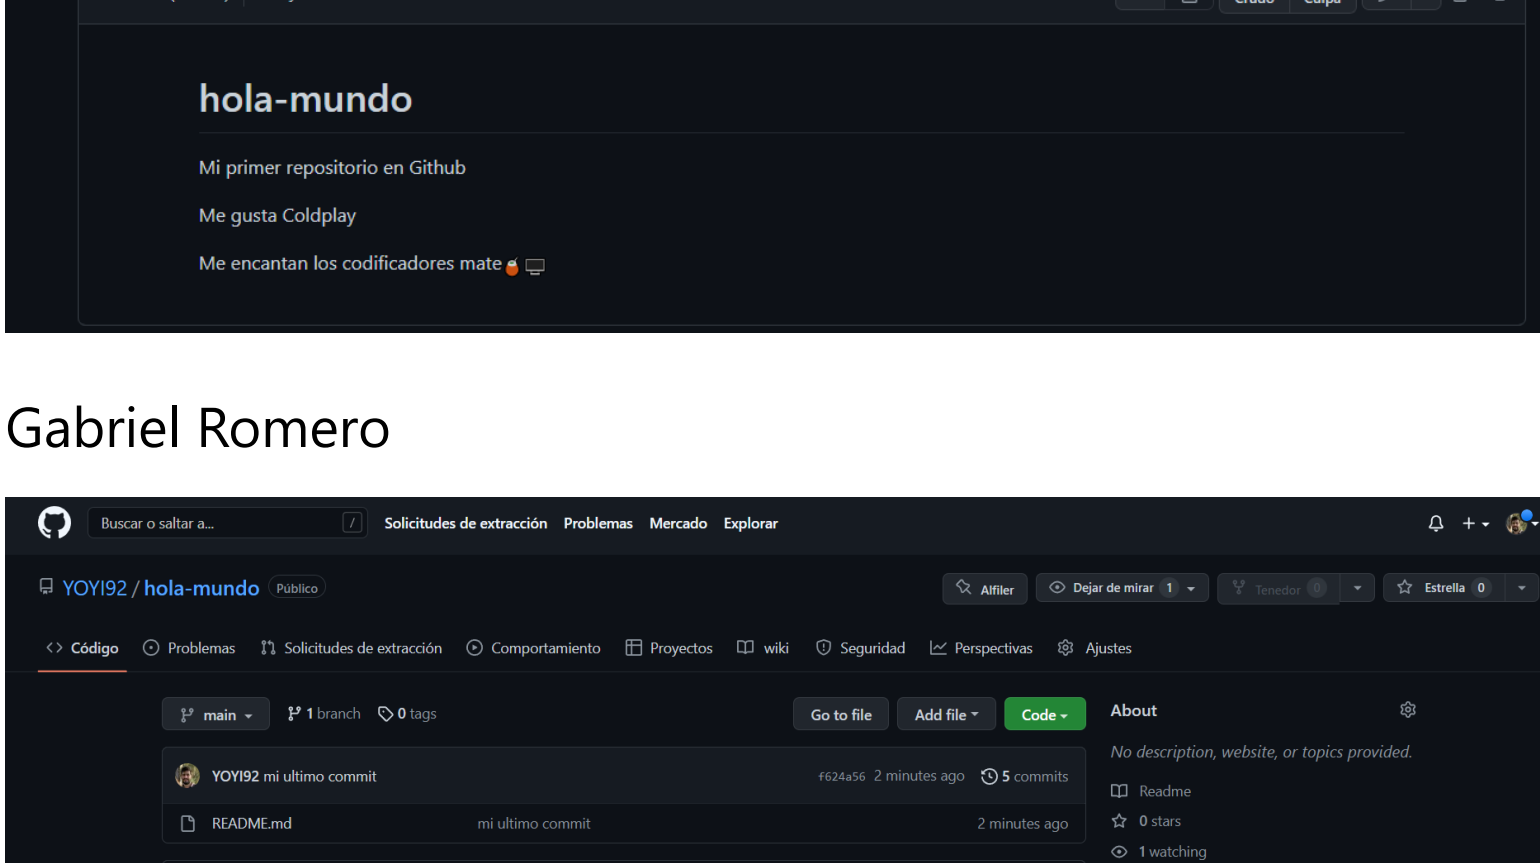 Crudo Culpa
hola-mundo
Mi primer repositorio en Github
Me gusta Coldplay
Me encantan los codificadores mate
Gabriel Romero
Buscar o saltar a... / Solicitudes de extracción Problemas Mercado Explorar
YOYI92 / hola-mundo Público Alfiler Dejar de mirar 1 Tenedor 0 Estrella 0
Código Problemas Solicitudes de extracción Comportamiento Proyectos wiki Seguridad Perspectivas Ajustes
main 1 branch 0 tags Go to file Add file Code About
No description, website, or topics provided.
YOYI92 mi ultimo commit f624a56 2 minutes ago 5 commits
Readme
README.md mi ultimo commit 2 minutes ago 0 stars
1 watching